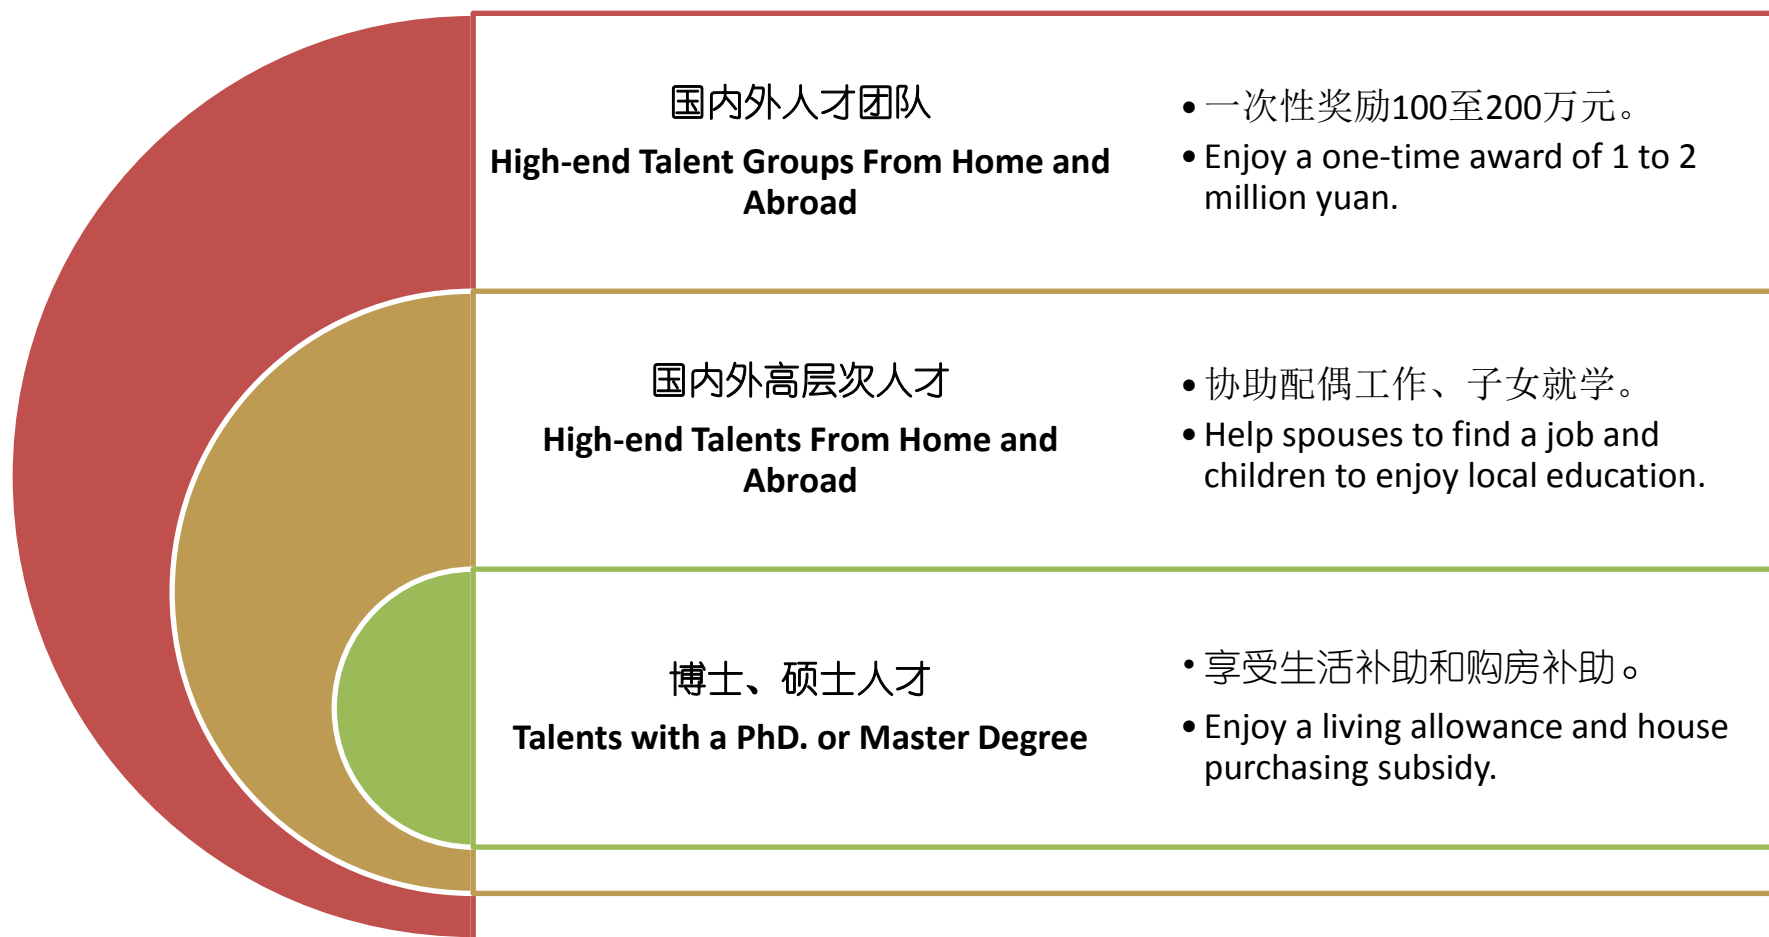 国内外人才团队
High-end Talent Groups From Home and
Abroad
• 一次性奖励100至200万元。
• Enjoy a one-time award of 1 to 2
million yuan.
国内外高层次人才
High-end Talents From Home and
Abroad
• 协助配偶工作、子女就学。
• Help spouses to find a job and
children to enjoy local education.
博士、硕士人才
Talents with a PhD. or Master Degree
• 享受生活补助和购房补助。
• Enjoy a living allowance and house
purchasing subsidy.